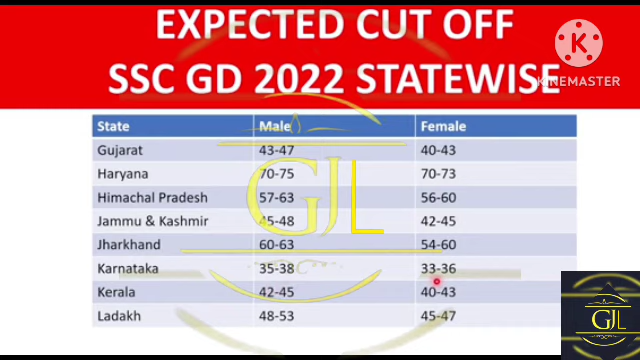 EXPECTED CUT OFF
SSC GD 2022 STATEWISE
K
KINEMASTER
State Male Female
Gujarat 43-47 40-43
Haryana 70-75 70-73
Himachal Pradesh 57-63 56-60
Jammu & Kashmir 45-48 42-45
Jharkhand 60-63 54-60
Karnataka 35-38 33-36
Kerala 42-45 40-43
Ladakh 48-53 45-47
GJL
GJL